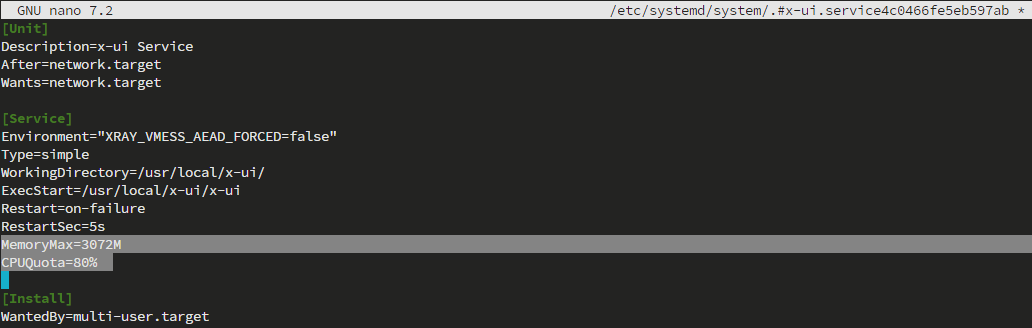 GNU nano 7.2 /etc/systemd/system/.#x-ui.service4c0466fe5eb597ab *
[Unit]
Description=x-ui Service
After=network.target
Wants=network.target
[Service]
Environment="XRAY_VMESS_AEAD_FORCED=false"
Type=simple
WorkingDirectory=/usr/local/x-ui/
ExecStart=/usr/local/x-ui/x-ui
Restart=on-failure
RestartSec=5s
MemoryMax=3072M
CPUQuota=80%
[Install]
WantedBy=multi-user.target